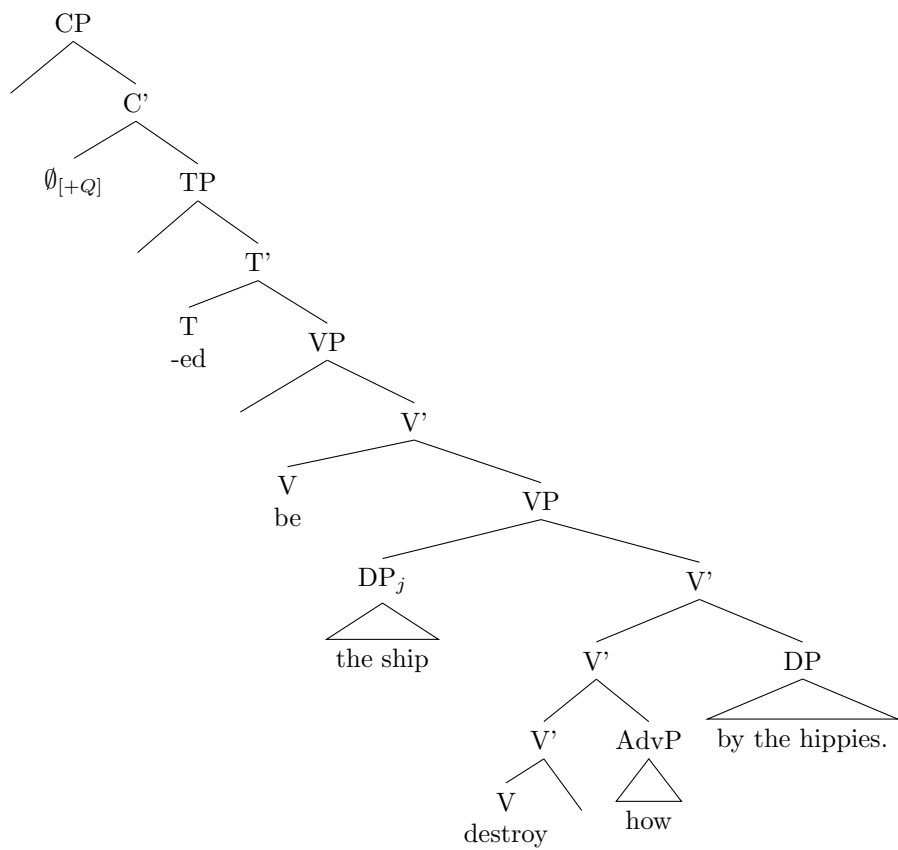 CP
C’
∅[+Q]
TP
T’
T
-ed
VP
V’
V
be
VP
DPj
the ship
V’
V’
DP
by the hippies.
V’
AdvP
V
destroy
how